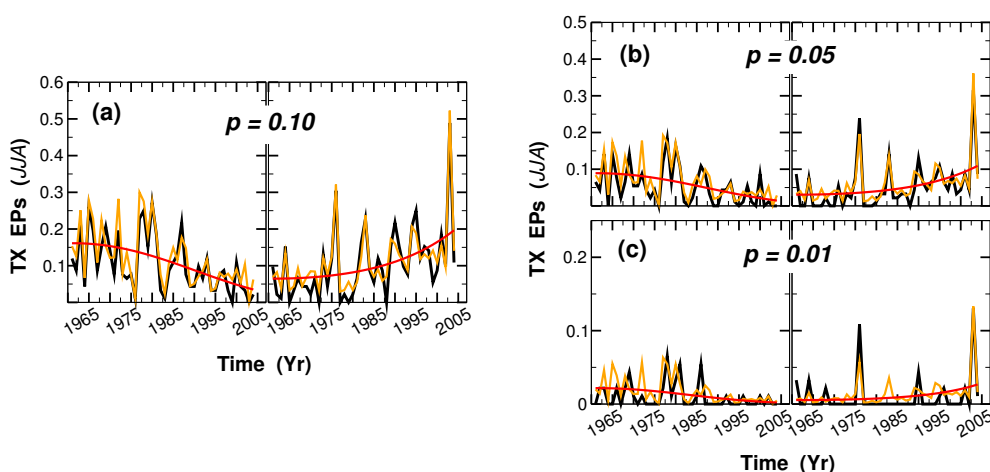 (a)
p = 0.10
TX EPs (JJA)
0.6
0.5
0.4
0.3
0.2
0.1
1965 1975 1985 1995 2005 1965 1975 1985 1995 2005
Time (Yr)
(b)
p = 0.05
TX EPs (JJA)
0.5
0.4
0.3
0.2
0.1
0
(c)
p = 0.01
0.2
0.1
0
1965 1975 1985 1995 2005 1965 1975 1985 1995 2005
Time (Yr)